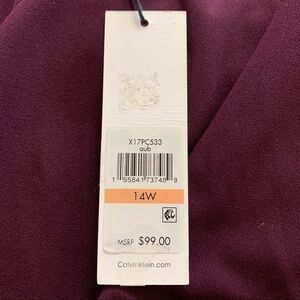 X17PC533
aub
1 95841 73748 9
14W
MSRP $99.00
Calvinklein.com